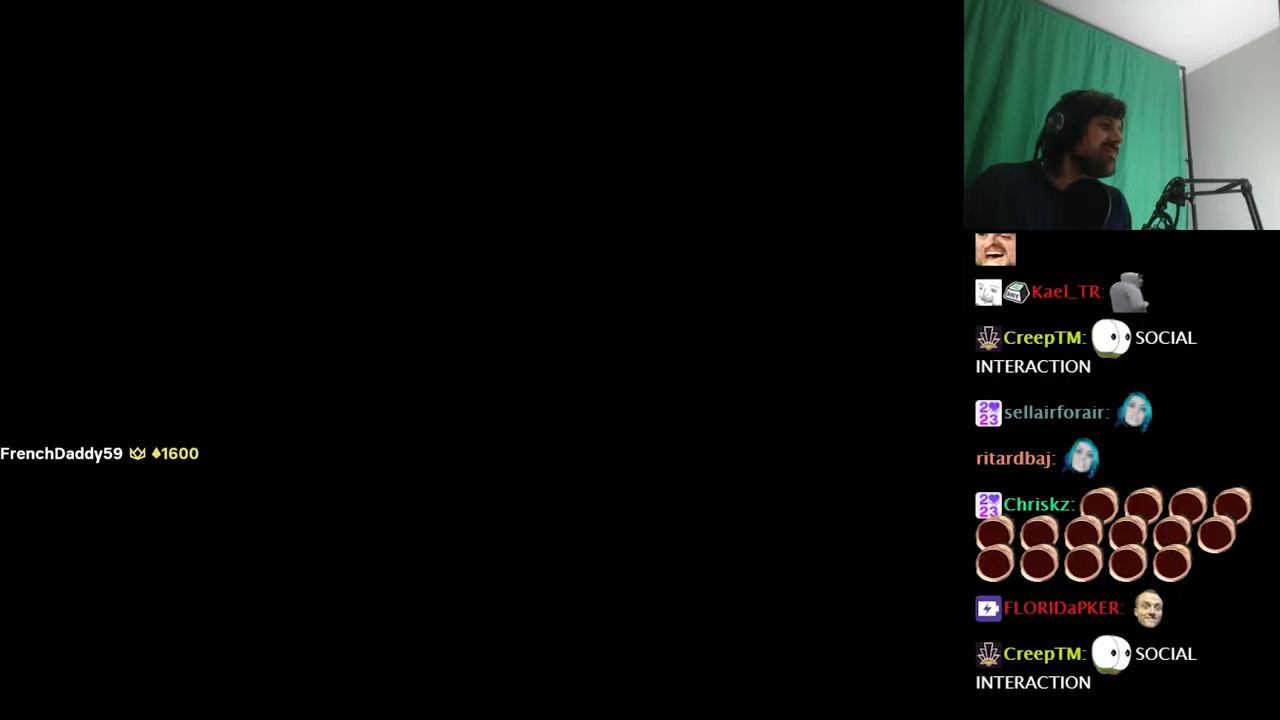 Kael_TR:
CreepTM: SOCIAL
INTERACTION
sellairforair:
ritardbaj:
Chriskz:
FLORIDaPKER:
CreepTM: SOCIAL
INTERACTION
FrenchDaddy59 1600